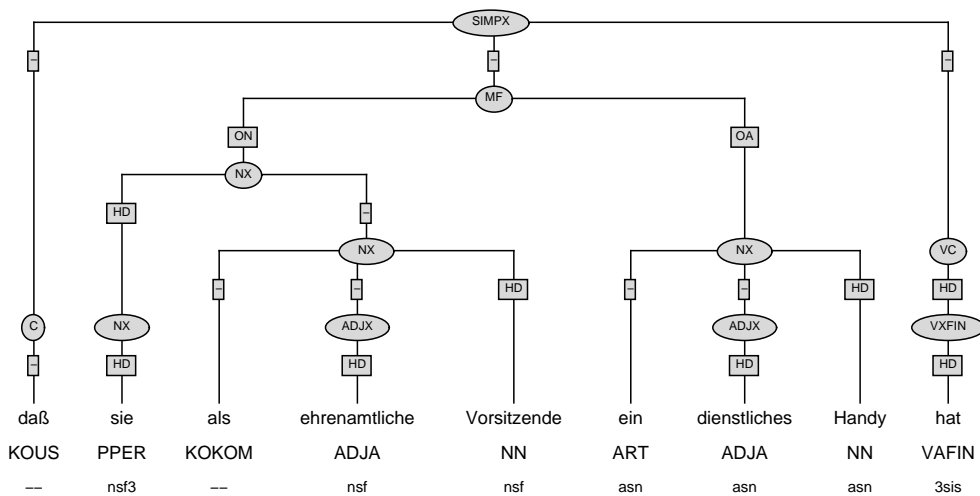 SIMPX
– – –
MF
ON OA
NX
HD –
NX NX VC
– – HD – – HD HD
C NX ADJX ADJX VXFIN
– HD HD HD HD
daß sie als ehrenamtliche Vorsitzende ein dienstliches Handy hat
KOUS PPER KOKOM ADJA NN ART ADJA NN VAFIN
–– nsf3 –– nsf nsf asn asn asn 3sis